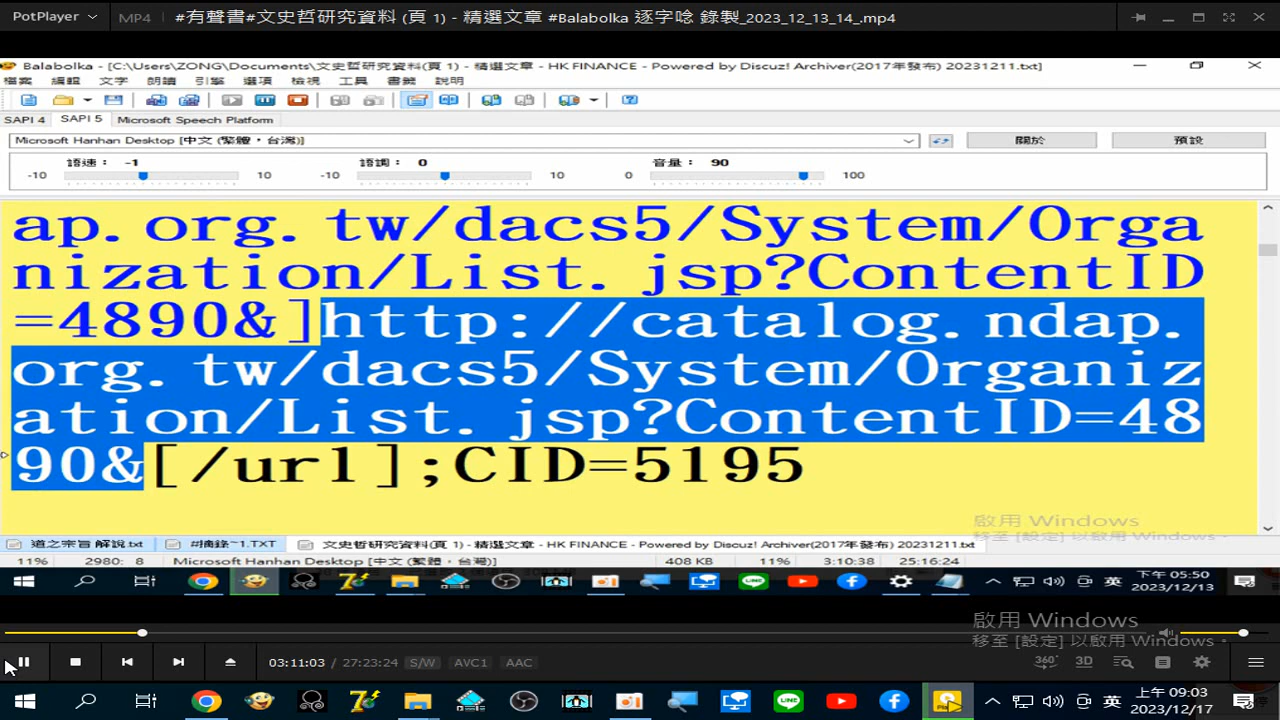 PotPlayer MP4 #有聲書#文史哲研究資料 (頁 1) - 精選文章 #Balabolka 逐字唸 錄製_2023_12_13_14_.mp4
Balabolka - [C:\Users\ZONG\Documents\文史哲研究資料(頁 1) - 精選文章 - HK FINANCE - Powered by Discuz! Archiver(2017年發布) 20231211.txt]
檔案 編輯 文字 朗讀 引擎 選項 檢視 工具 書籤 說明
SAPI 4 SAPI 5 Microsoft Speech Platform
Microsoft Hanhan Desktop [中文 (繁體，台灣)] 關於 預設
語速： -1 語調： 0 音量： 90
-10 10 -10 10 0 100
ap.org.tw/dacs5/System/Orga
nization/List.jsp?ContentID
=4890&]http://catalog.ndap.
org.tw/dacs5/System/Organiz
ation/List.jsp?ContentID=48
90&[/url];CID=5195
啟用 Windows
移至 [設定] 以啟用 Windows。
道之宗旨 解說.txt #摘錄~1.TXT 文史哲研究資料(頁 1) - 精選文章 - HK FINANCE - Powered by Discuz! Archiver(2017年發布) 20231211.txt
11% 2980: 8 Microsoft Hanhan Desktop [中文 (繁體，台灣)] 408 KB 11% 3:10:38 25:16:24
英 下午 05:50
2023/12/13
啟用 Windows
移至 [設定] 以啟用 Windows。
03:11:03 / 27:23:24 S/W AVC1 AAC 360° 3D
英 上午 09:03
2023/12/17